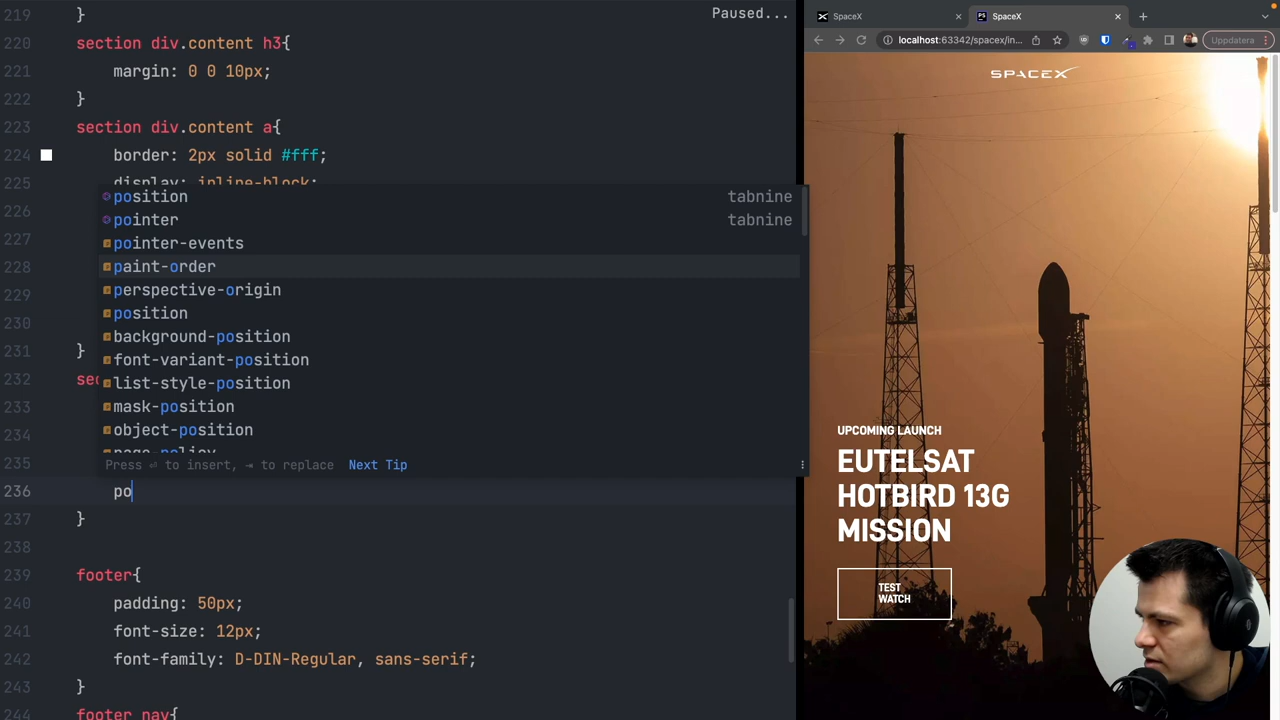 219 }
Paused...
220 section div.content h3{
221 margin: 0 0 10px;
222 }
223 section div.content a{
224 border: 2px solid #fff;
225 display: inline-block;
226
227
228
229
230
231 }
232 sec
233
234
235
236 po
237 }
238
239 footer{
240 padding: 50px;
241 font-size: 12px;
242 font-family: D-DIN-Regular, sans-serif;
243 }
244 footer nav{
position tabnine
pointer tabnine
pointer-events
paint-order
perspective-origin
position
background-position
font-variant-position
list-style-position
mask-position
object-position
page-policy
Press ⏎ to insert, ⇥ to replace Next Tip
SpaceX
PS SpaceX
localhost:63342/spacex/in...
Uppdatera
SPACEX
UPCOMING LAUNCH
EUTELSAT
HOTBIRD 13G
MISSION
TEST
WATCH